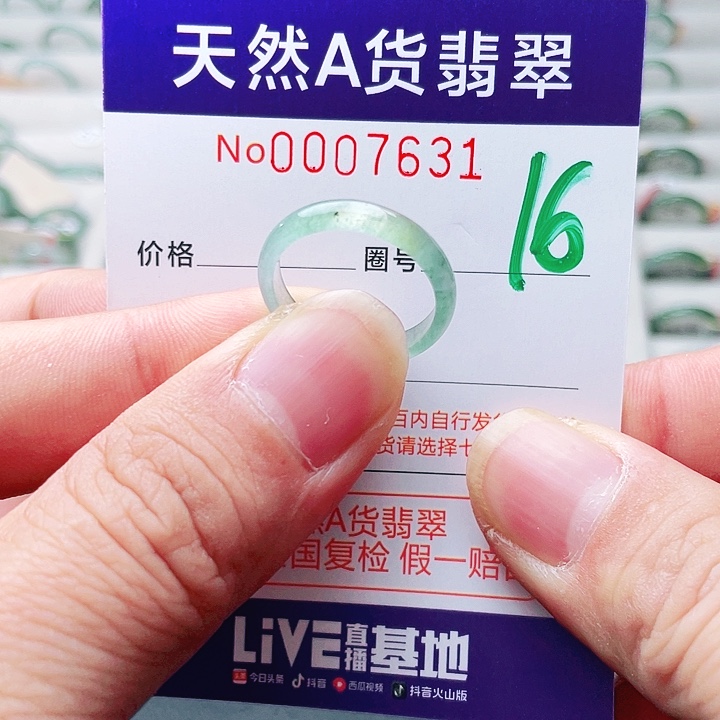 天然A货翡翠
No0007631
价格 圈号 16
百内自行发
货请选择七
A货翡翠
国复检 假一赔
LiVE直播基地
今日头条 抖音 西瓜视频 抖音火山版